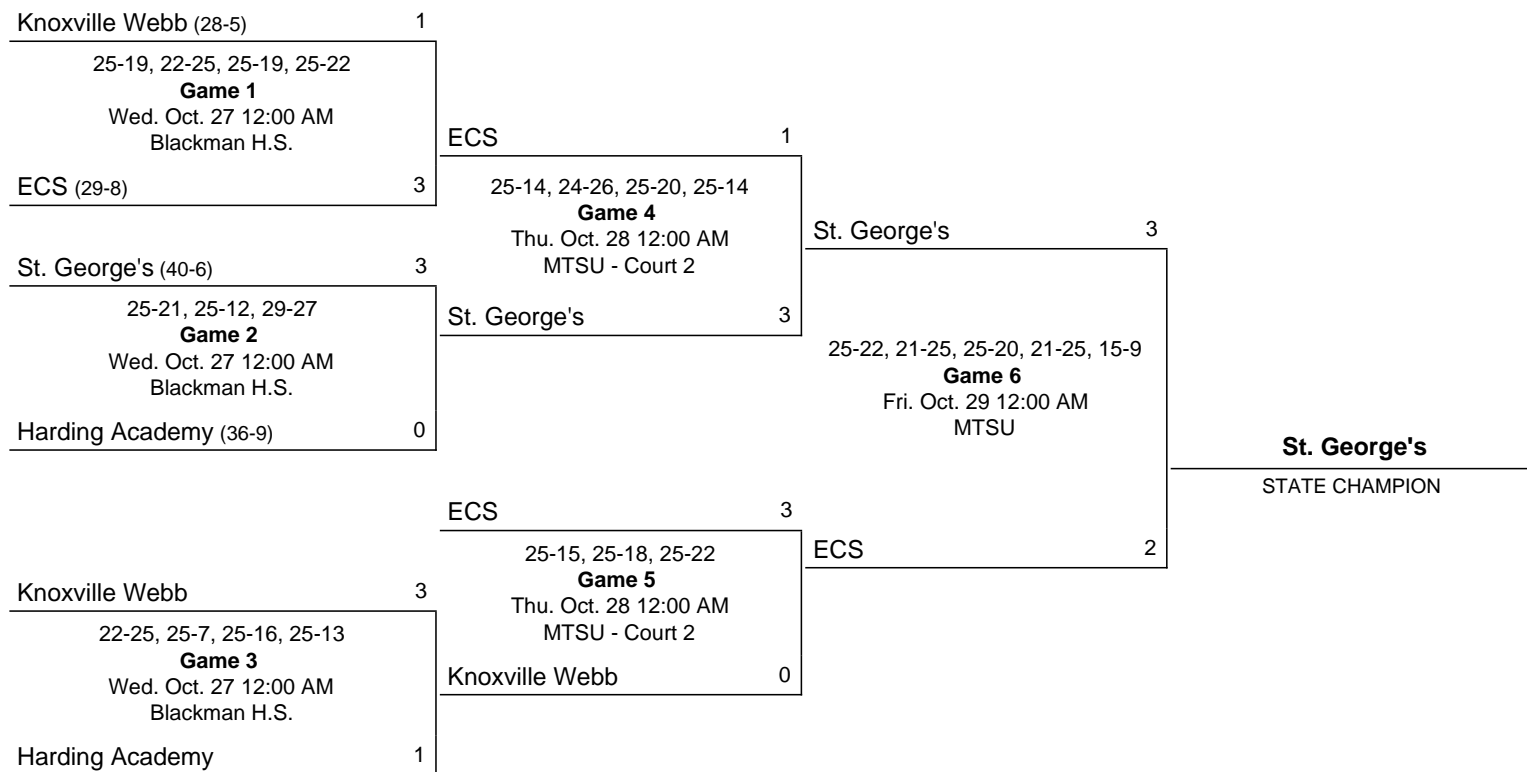 Knoxville Webb (28-5) 1
25-19, 22-25, 25-19, 25-22
Game 1
Wed. Oct. 27 12:00 AM
Blackman H.S.
ECS (29-8) 3
St. George's (40-6) 3
25-21, 25-12, 29-27
Game 2
Wed. Oct. 27 12:00 AM
Blackman H.S.
Harding Academy (36-9) 0
Knoxville Webb 3
22-25, 25-7, 25-16, 25-13
Game 3
Wed. Oct. 27 12:00 AM
Blackman H.S.
Harding Academy 1
ECS 1
25-14, 24-26, 25-20, 25-14
Game 4
Thu. Oct. 28 12:00 AM
MTSU - Court 2
St. George's 3
ECS 3
25-15, 25-18, 25-22
Game 5
Thu. Oct. 28 12:00 AM
MTSU - Court 2
Knoxville Webb 0
St. George's 3
25-22, 21-25, 25-20, 21-25, 15-9
Game 6
Fri. Oct. 29 12:00 AM
MTSU
ECS 2
St. George's
STATE CHAMPION